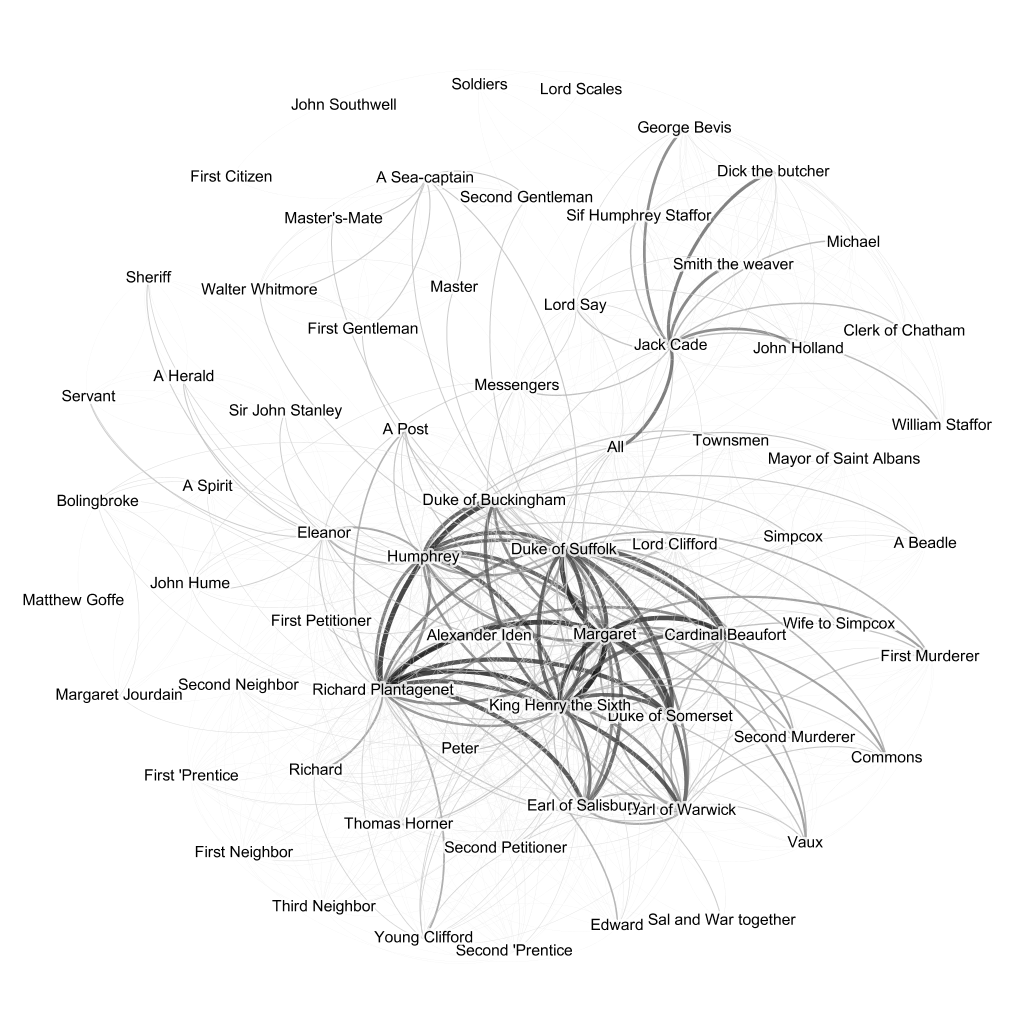 Soldiers
Lord Scales
John Southwell
George Bevis
Dick the butcher
First Citizen
A Sea-captain
Second Gentleman
Master's-Mate
Sif Humphrey Staffor
Michael
Smith the weaver
Sheriff
Walter Whitmore
Master
Lord Say
First Gentleman
Clerk of Chatham
Jack Cade
John Holland
A Herald
Messengers
Servant
Sir John Stanley
William Staffor
A Post
Townsmen
All
Mayor of Saint Albans
A Spirit
Bolingbroke
Duke of Buckingham
Eleanor
Simpcox
A Beadle
Lord Clifford
Duke of Suffolk
Humphrey
John Hume
Matthew Goffe
First Petitioner
Wife to Simpcox
Alexander Iden
Margaret
Cardinal Beaufort
First Murderer
Second Neighbor
Richard Plantagenet
Margaret Jourdain
King Henry the Sixth
Duke of Somerset
Second Murderer
Peter
Commons
Richard
First 'Prentice
Earl of Salisbury
Earl of Warwick
Thomas Horner
Vaux
Second Petitioner
First Neighbor
Third Neighbor
Sal and War together
Edward
Young Clifford
Second 'Prentice